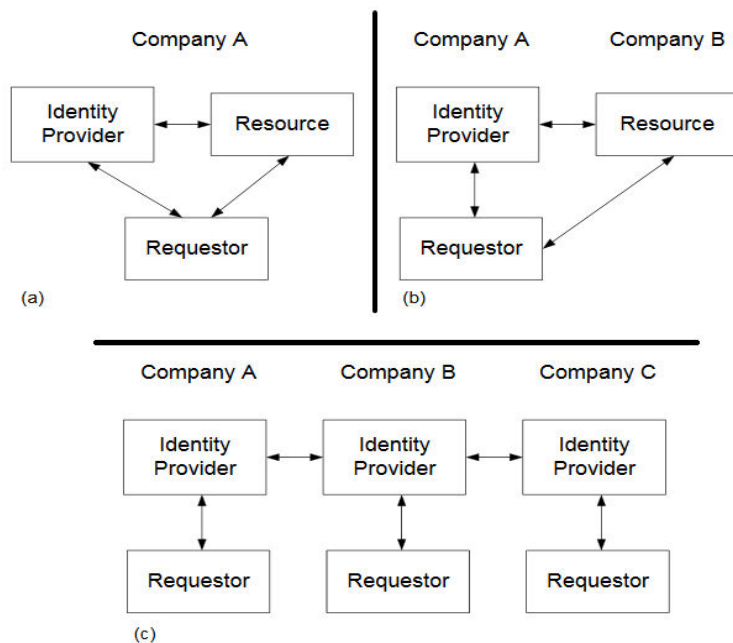 Company A
Identity
Provider
Resource
Requestor
(a)
Company A
Company B
Identity
Provider
Resource
Requestor
(b)
Company A
Company B
Company C
Identity
Provider
Identity
Provider
Identity
Provider
Requestor
Requestor
Requestor
(c)